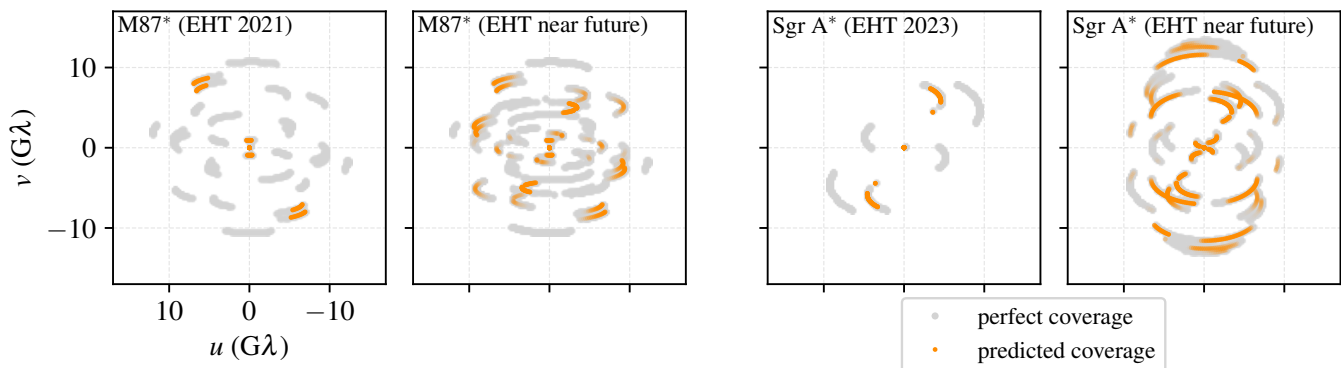 M87* (EHT 2021)
M87* (EHT near future)
Sgr A* (EHT 2023)
Sgr A* (EHT near future)
10
0
−10
v (Gλ)
10
0
−10
u (Gλ)
perfect coverage
predicted coverage